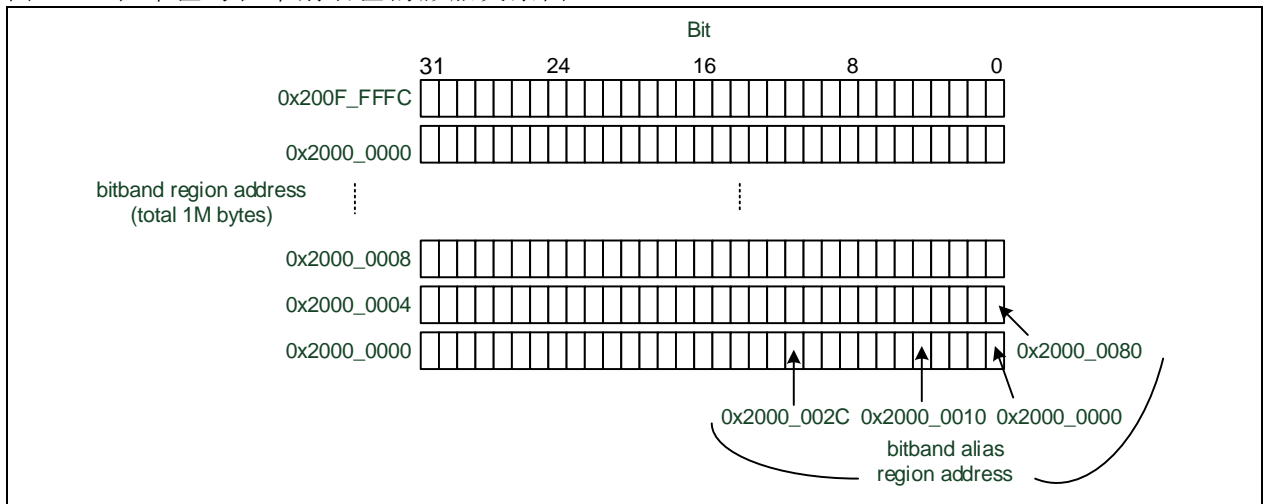 Bit
31 24 16 8 0
0x200F_FFFC
0x2000_0000
bitband region address
(total 1M bytes)
0x2000_0008
0x2000_0004
0x2000_0000
0x2000_0080
0x2000_002C 0x2000_0010 0x2000_0000
bitband alias
region address